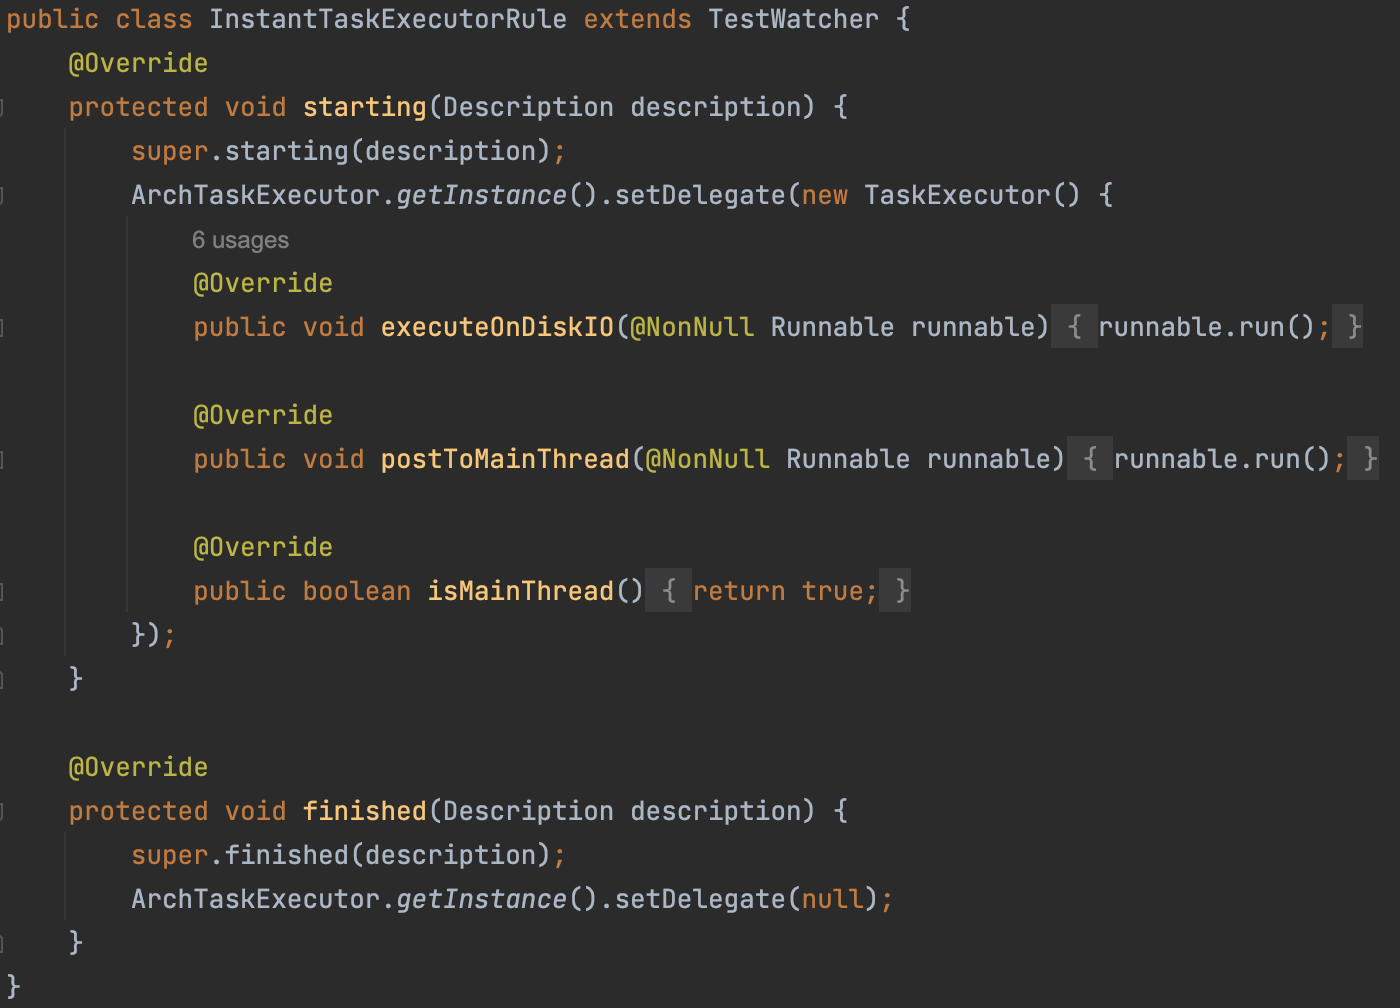 public class InstantTaskExecutorRule extends TestWatcher {
@Override
protected void starting(Description description) {
super.starting(description);
ArchTaskExecutor.getInstance().setDelegate(new TaskExecutor() {
6 usages
@Override
public void executeOnDiskIO(@NonNull Runnable runnable) { runnable.run(); }
@Override
public void postToMainThread(@NonNull Runnable runnable) { runnable.run(); }
@Override
public boolean isMainThread() { return true; }
});
}
@Override
protected void finished(Description description) {
super.finished(description);
ArchTaskExecutor.getInstance().setDelegate(null);
}
}